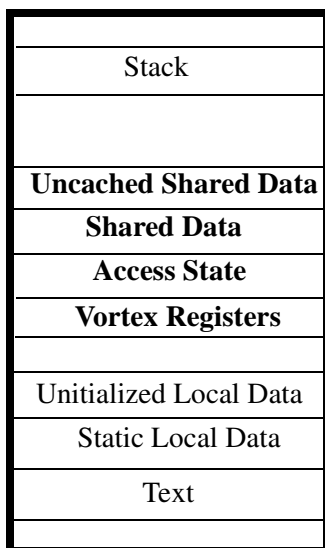 Stack
Uncached Shared Data
Shared Data
Access State
Vortex Registers
Unitialized Local Data
Static Local Data
Text